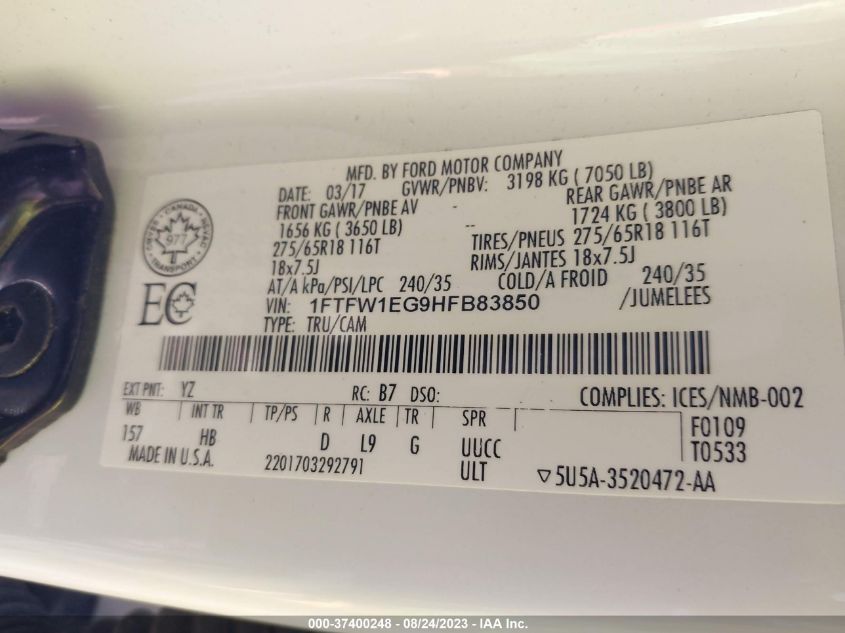 MFD. BY FORD MOTOR COMPANY
DATE: 03/17 GVWR/PNBV: 3198 KG ( 7050 LB)
FRONT GAWR/PNBE AV REAR GAWR/PNBE AR
1656 KG ( 3650 LB) -- 1724 KG ( 3800 LB)
275/65R18 116T TIRES/PNEUS 275/65R18 116T
18x7.5J RIMS/JANTES 18x7.5J
AT/A kPa/PSI/LPC 240/35 COLD/A FROID 240/35
VIN: 1FTFW1EG9HFB83850 /JUMELEES
TYPE: TRU/CAM
CANADA
977
TRANSPORT
EC
EXT PNT: YZ RC: B7 DSO: COMPLIES: ICES/NMB-002
WB INT TR TP/PS R AXLE TR SPR F0109
157 HB D L9 G UUCC T0533
MADE IN U.S.A. 2201703292791 ULT 5U5A-3520472-AA
000-37400248 - 08/24/2023 - IAA Inc.